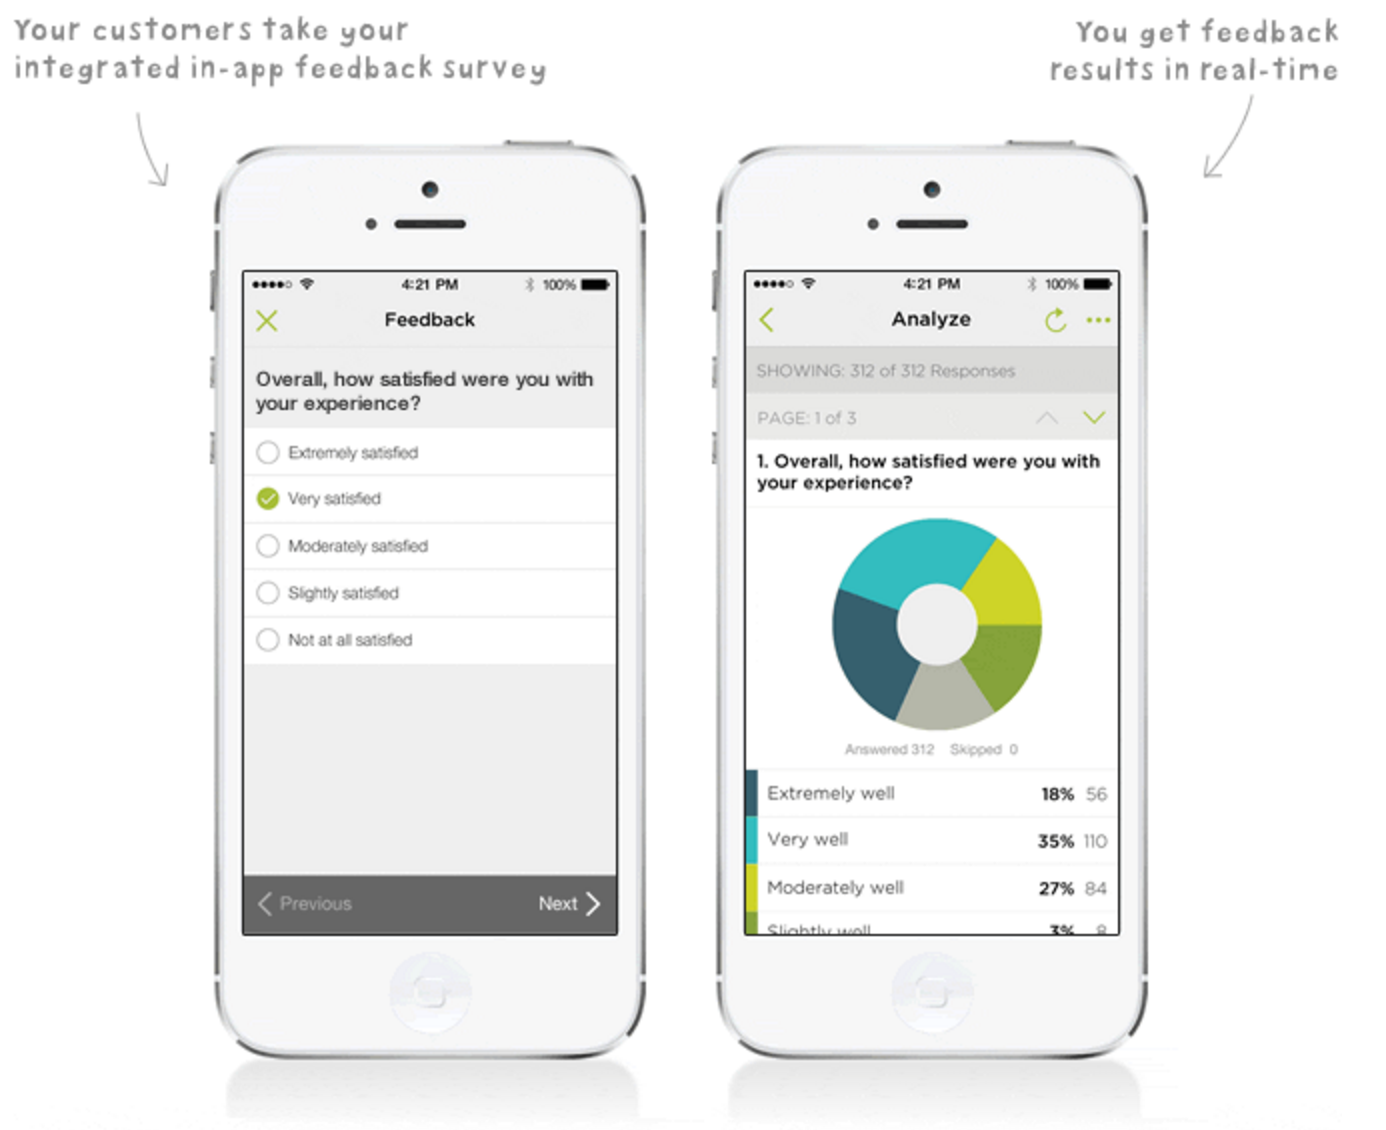 Your customers take your
integrated in-app feedback survey
You get feedback
results in real-time
4:21 PM
100%
Feedback
Overall, how satisfied were you with
your experience?
Extremely satisfied
Very satisfied
Moderately satisfied
Slightly satisfied
Not at all satisfied
Previous
Next
4:21 PM
100%
Analyze
SHOWING: 312 of 312 Responses
PAGE: 1 of 3
1. Overall, how satisfied were you with
your experience?
Answered 312 Skipped 0
Extremely well 18% 56
Very well 35% 110
Moderately well 27% 84
Slightly well 3% 8